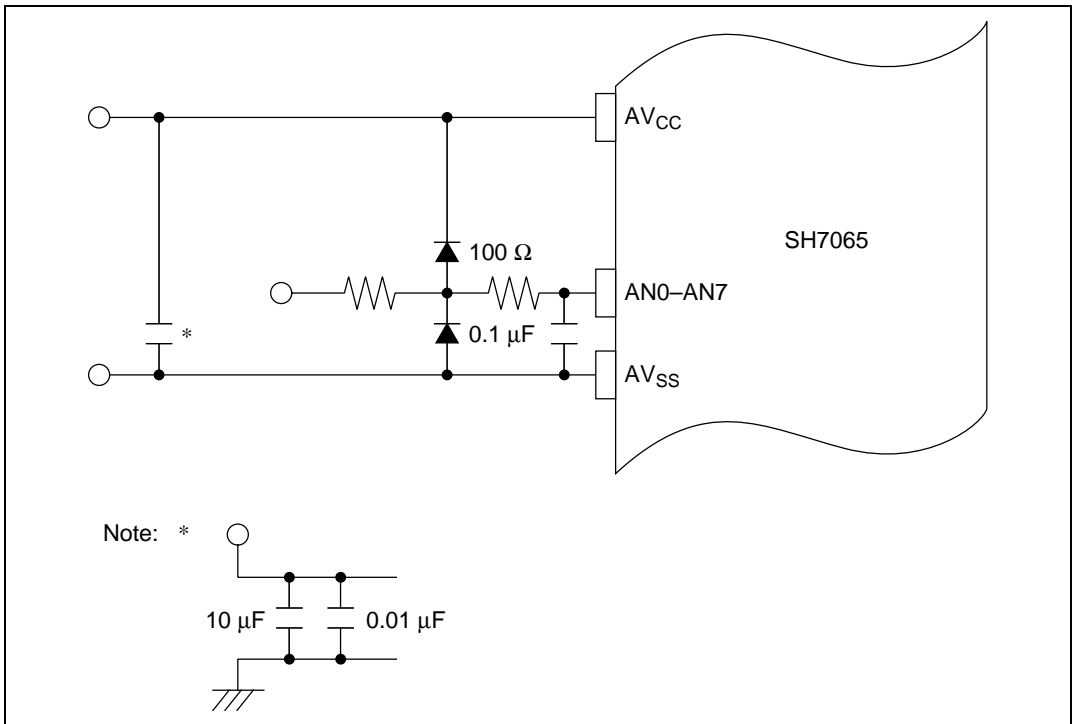 AVCC
100 Ω
SH7065
AN0–AN7
*
0.1 µF
AVSS
Note: *
10 µF
0.01 µF